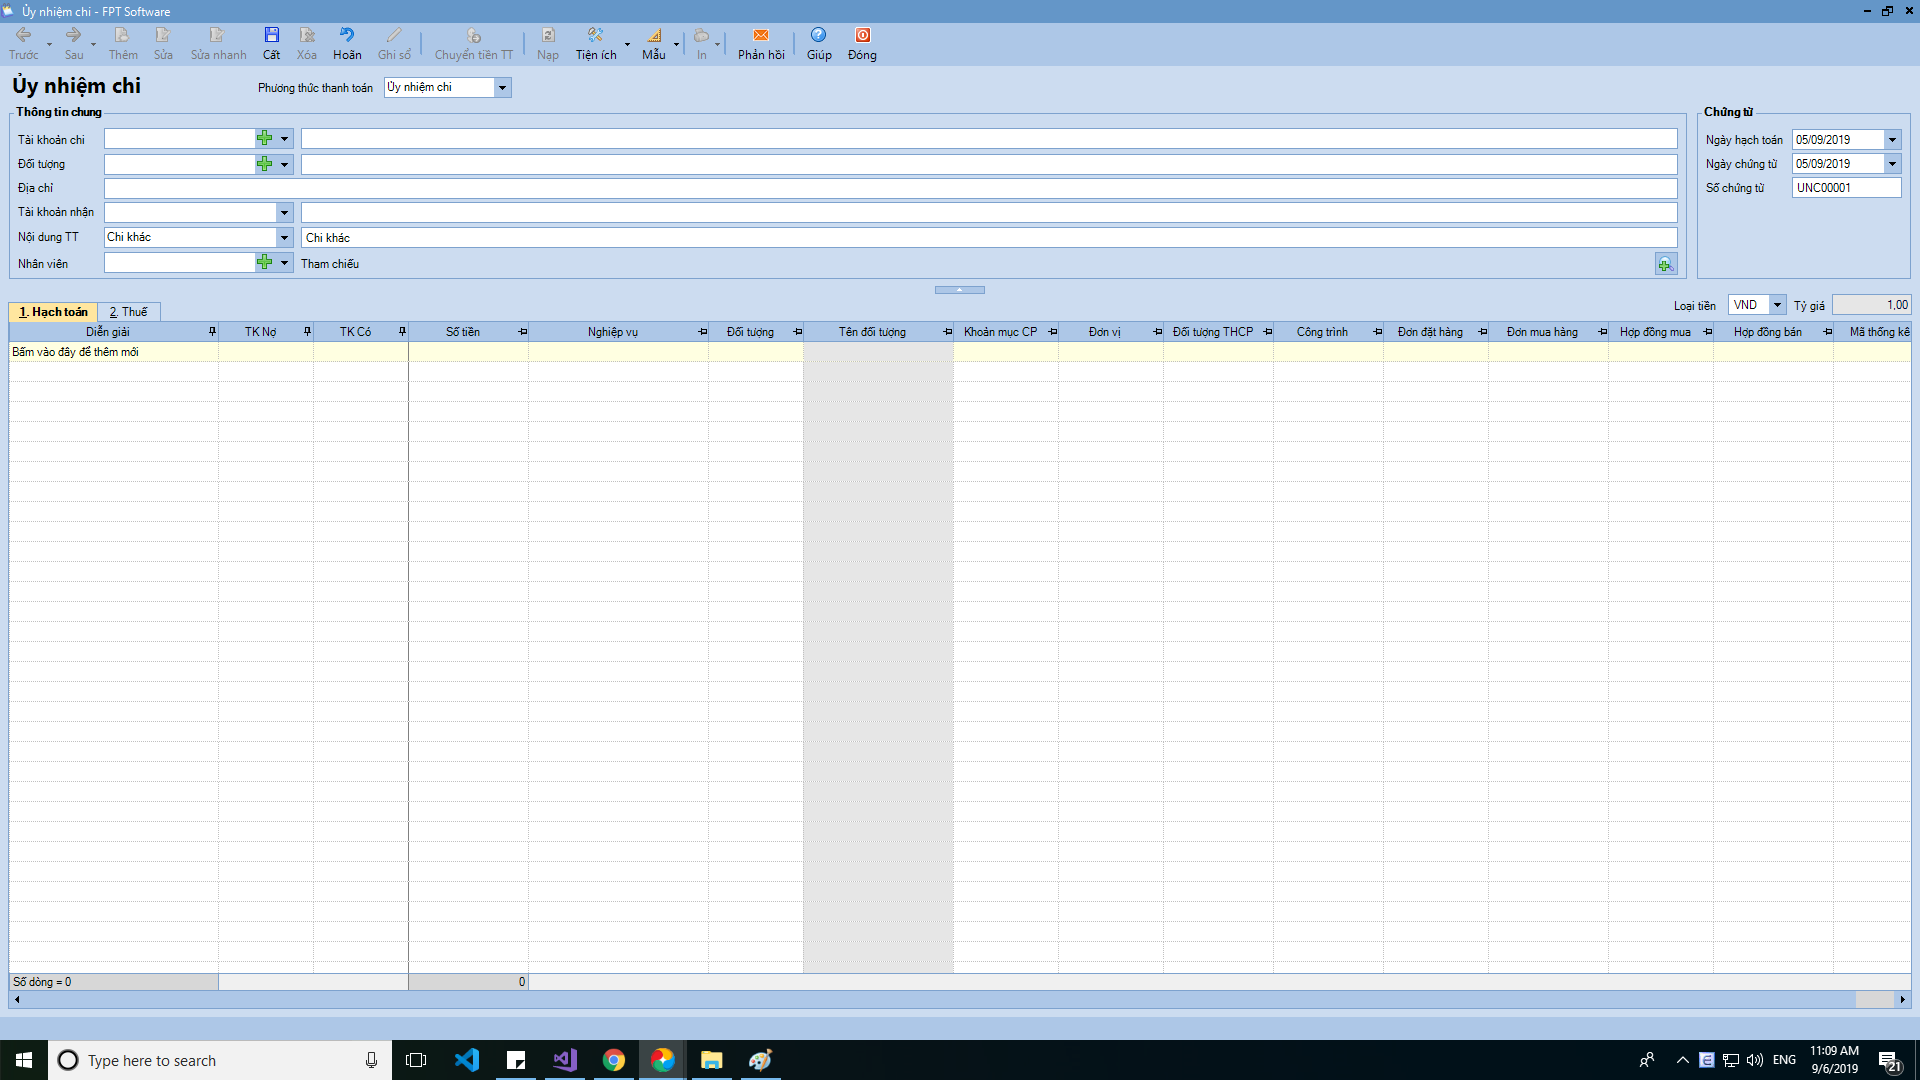 Ủy nhiệm chi - FPT Software
Trước Sau Thêm Sửa Sửa nhanh Cất Xóa Hoãn Ghi sổ Chuyển tiền TT Nạp Tiện ích Mẫu In Phản hồi Giúp Đóng
Ủy nhiệm chi
Phương thức thanh toán Ủy nhiệm chi
Thông tin chung
Tài khoản chi
Đối tượng
Địa chỉ
Tài khoản nhận
Nội dung TT Chi khác Chi khác
Nhân viên Tham chiếu
Chứng từ
Ngày hạch toán 05/09/2019
Ngày chứng từ 05/09/2019
Số chứng từ UNC00001
1. Hạch toán 2. Thuế
Loại tiền VND Tỷ giá 1,00
Diễn giải TK Nợ TK Có Số tiền Nghiệp vụ Đối tượng Tên đối tượng Khoản mục CP Đơn vị Đối tượng THCP Công trình Đơn đặt hàng Đơn mua hàng Hợp đồng mua Hợp đồng bán Mã thống kê
Bấm vào đây để thêm mới
Số dòng = 0 0
Type here to search
ENG
11:09 AM
9/6/2019
21